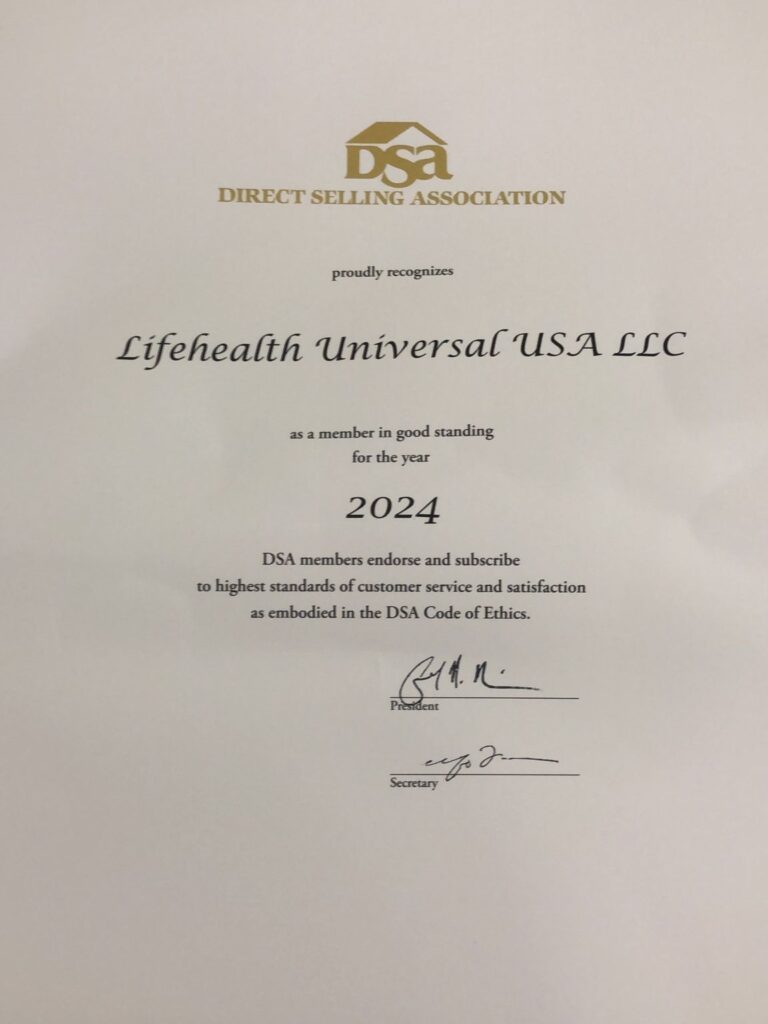 DSA
DIRECT SELLING ASSOCIATION
proudly recognizes
Lifehealth Universal USA LLC
as a member in good standing
for the year
2024
DSA members endorse and subscribe
to highest standards of customer service and satisfaction
as embodied in the DSA Code of Ethics.
President
Secretary